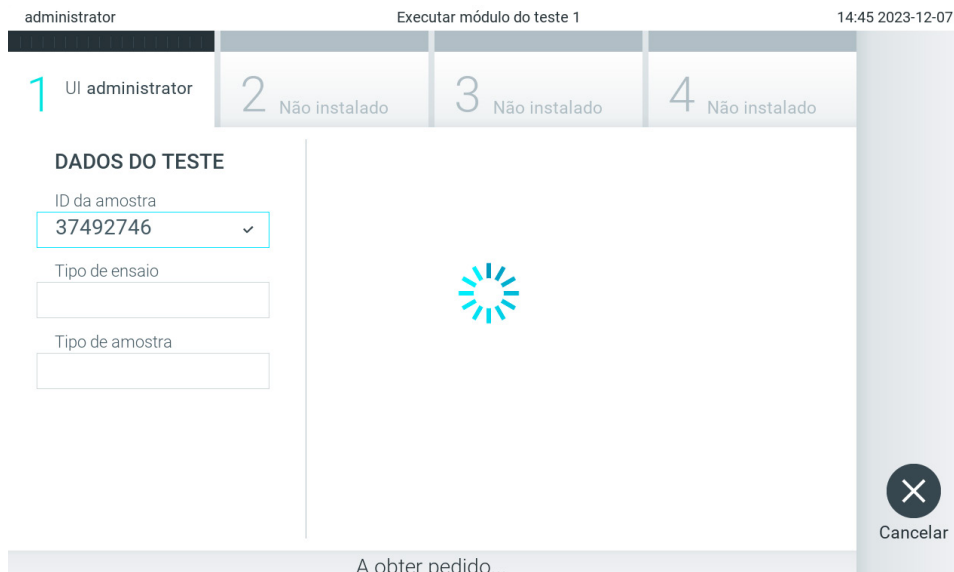 administrator
Executar módulo do teste 1
14:45 2023-12-07
1 UI administrator
2 Não instalado
3 Não instalado
4 Não instalado
DADOS DO TESTE
ID da amostra
37492746
Tipo de ensaio
Tipo de amostra
Cancelar
A obter pedido